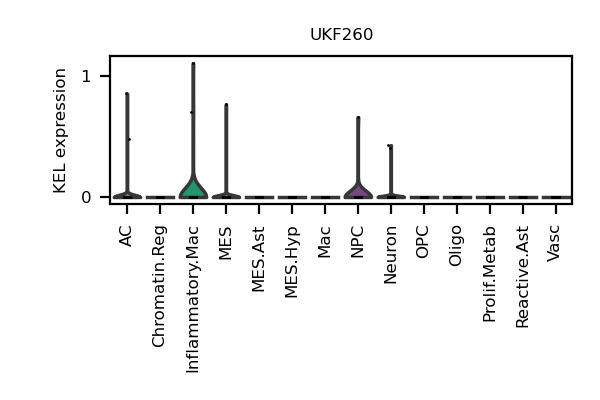 UKF260
KEL expression
1
0
AC
Chromatin.Reg
Inflammatory.Mac
MES
MES.Ast
MES.Hyp
Mac
NPC
Neuron
OPC
Oligo
Prolif.Metab
Reactive.Ast
Vasc